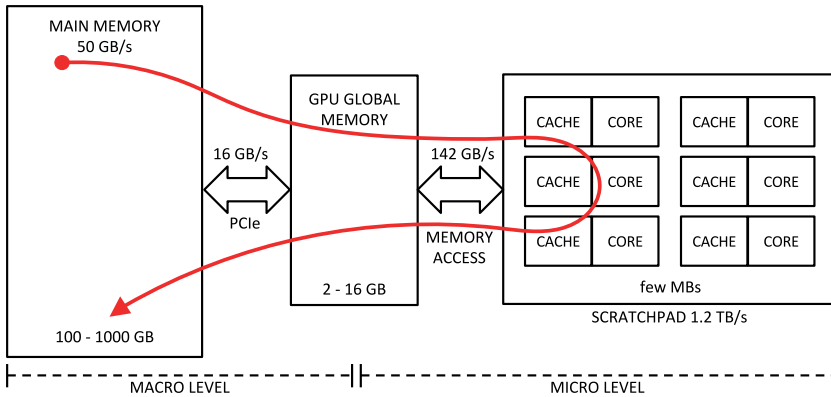 MAIN MEMORY
50 GB/s
100 - 1000 GB
16 GB/s
PCIe
GPU GLOBAL
MEMORY
2 - 16 GB
142 GB/s
MEMORY
ACCESS
CACHE CORE CACHE CORE
CACHE CORE CACHE CORE
CACHE CORE CACHE CORE
few MBs
SCRATCHPAD 1.2 TB/s
MACRO LEVEL
MICRO LEVEL